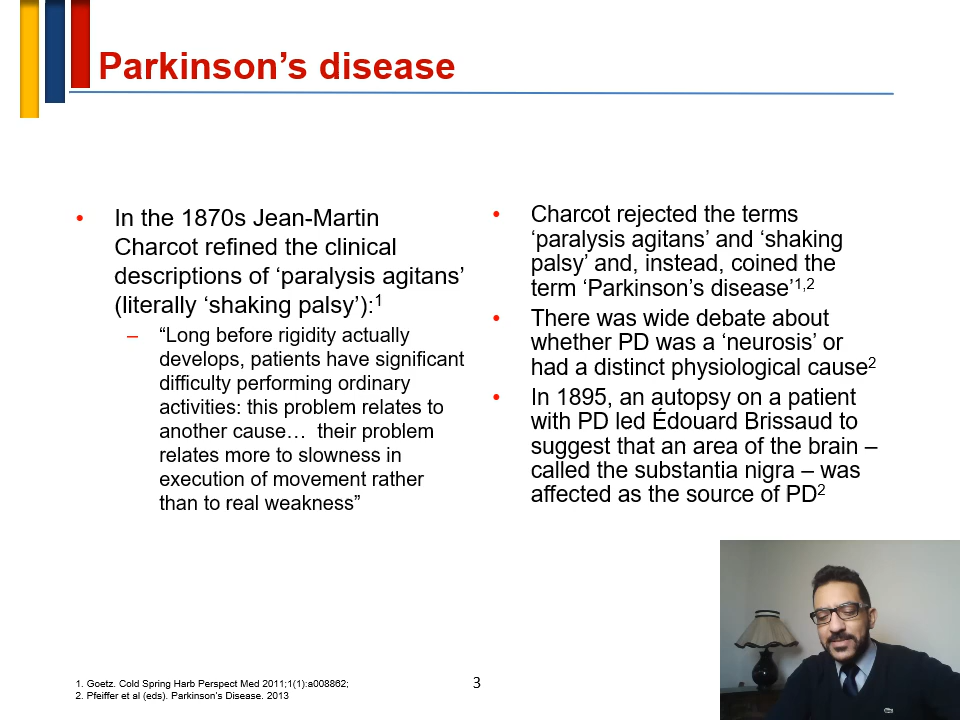 Parkinson’s disease
• In the 1870s Jean-Martin
Charcot refined the clinical
descriptions of ‘paralysis agitans’
(literally ‘shaking palsy’):1
– “Long before rigidity actually
develops, patients have significant
difficulty performing ordinary
activities: this problem relates to
another cause… their problem
relates more to slowness in
execution of movement rather
than to real weakness”
• Charcot rejected the terms
‘paralysis agitans’ and ‘shaking
palsy’ and, instead, coined the
term ‘Parkinson’s disease’1,2
• There was wide debate about
whether PD was a ‘neurosis’ or
had a distinct physiological cause2
• In 1895, an autopsy on a patient
with PD led Édouard Brissaud to
suggest that an area of the brain –
called the substantia nigra – was
affected as the source of PD2
1. Goetz. Cold Spring Harb Perspect Med 2011;1(1):a008862;
2. Pfeiffer et al (eds). Parkinson’s Disease. 2013
3